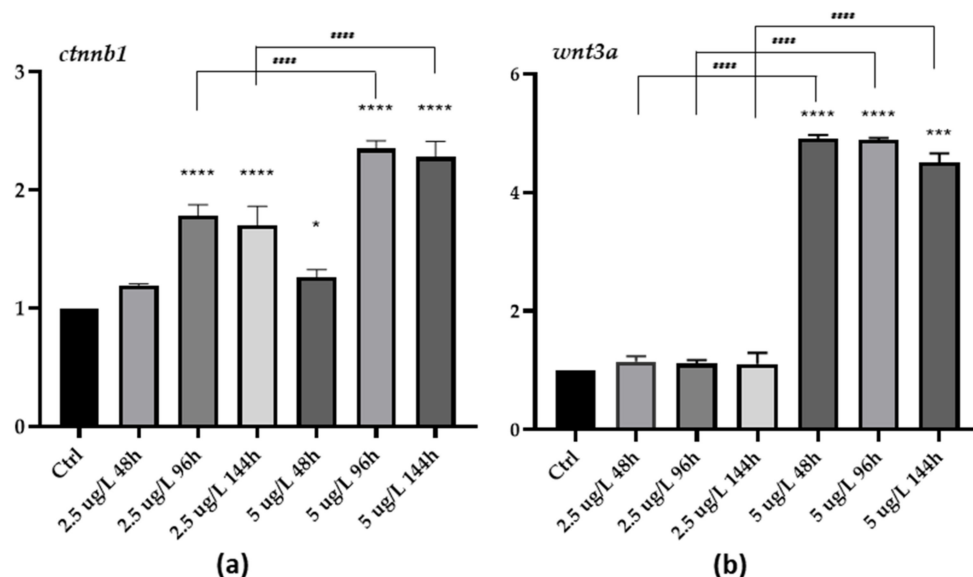 ctnnb1
####
####
3
2
1
0
****
****
*
****
****
Ctrl
2.5 ug/L 48h
2.5 ug/L 96h
2.5 ug/L 144h
5 ug/L 48h
5 ug/L 96h
5 ug/L 144h
(a)
wnt3a
####
####
####
6
4
2
0
****
****
***
Ctrl
2.5 ug/L 48h
2.5 ug/L 96h
2.5 ug/L 144h
5 ug/L 48h
5 ug/L 96h
5 ug/L 144h
(b)